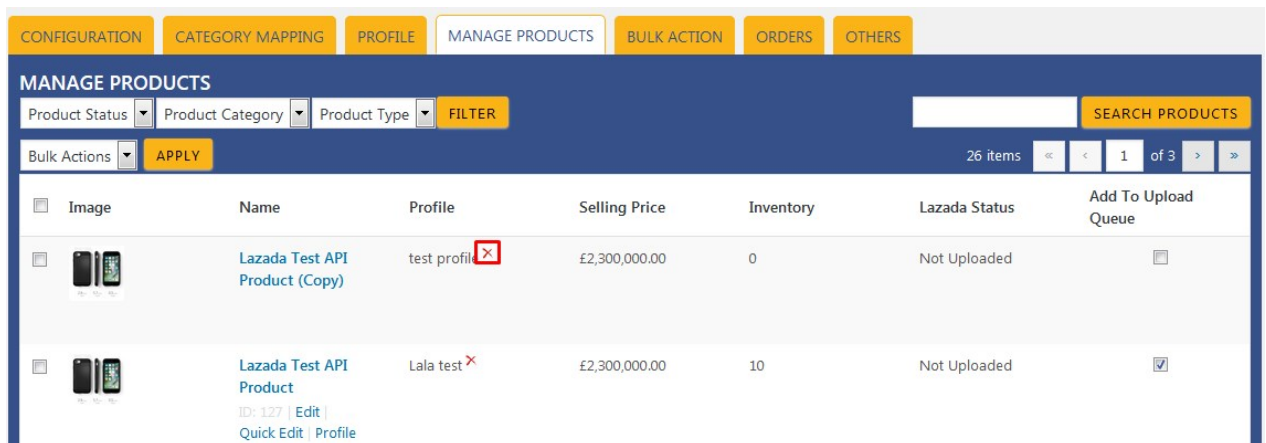 CONFIGURATION CATEGORY MAPPING PROFILE MANAGE PRODUCTS BULK ACTION ORDERS OTHERS
MANAGE PRODUCTS
Product Status Product Category Product Type FILTER SEARCH PRODUCTS
Bulk Actions APPLY 26 items « ‹ 1 of 3 › »
Image Name Profile Selling Price Inventory Lazada Status Add To Upload
Queue
Lazada Test API test profile £2,300,000.00 0 Not Uploaded
Product (Copy)
Lazada Test API Lala test £2,300,000.00 10 Not Uploaded
Product
ID: 127 | Edit |
Quick Edit | Profile